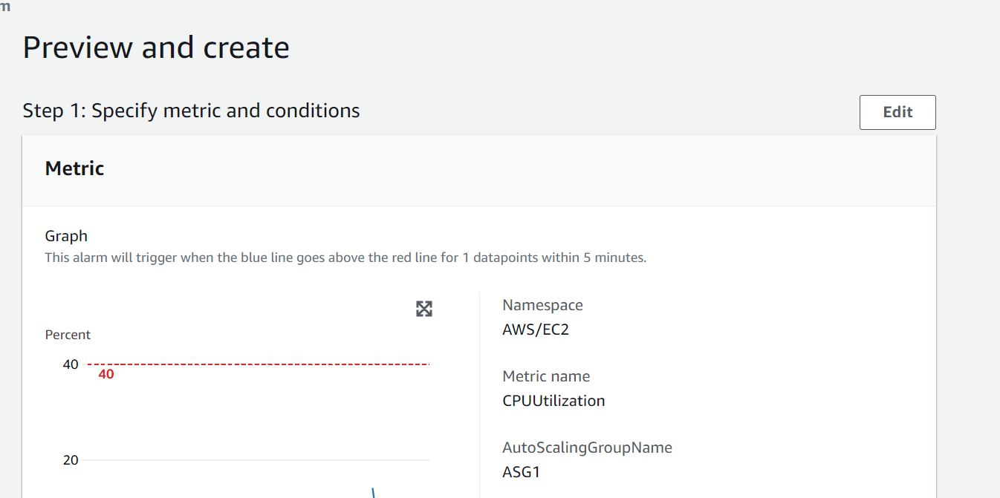 m
Preview and create
Step 1: Specify metric and conditions
Edit
Metric
Graph
This alarm will trigger when the blue line goes above the red line for 1 datapoints within 5 minutes.
Percent
40
40
20
Namespace
AWS/EC2
Metric name
CPUUtilization
AutoScalingGroupName
ASG1